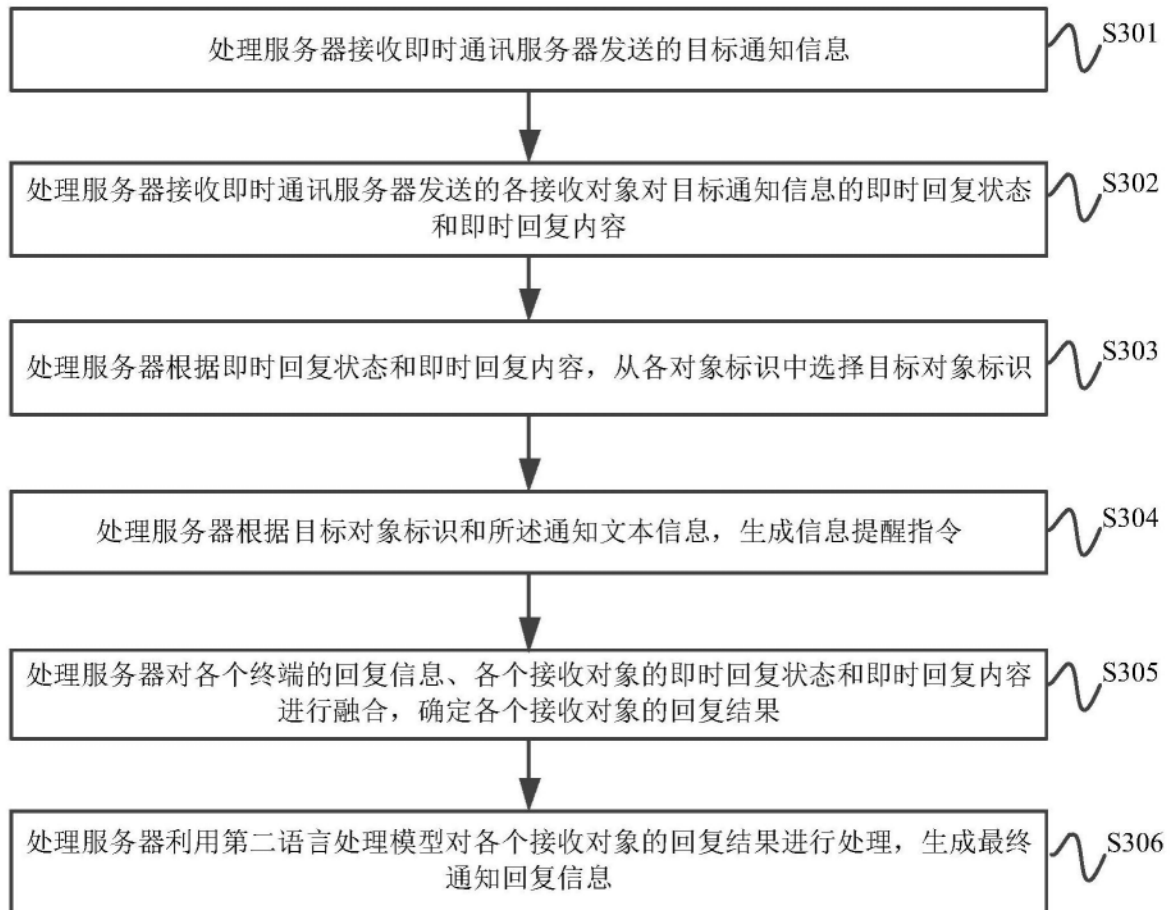 处理服务器接收即时通讯服务器发送的目标通知信息
S301
处理服务器接收即时通讯服务器发送的各接收对象对目标通知信息的即时回复状态
和即时回复内容
S302
处理服务器根据即时回复状态和即时回复内容，从各对象标识中选择目标对象标识
S303
处理服务器根据目标对象标识和所述通知文本信息，生成信息提醒指令
S304
处理服务器对各个终端的回复信息、各个接收对象的即时回复状态和即时回复内容
进行融合，确定各个接收对象的回复结果
S305
处理服务器利用第二语言处理模型对各个接收对象的回复结果进行处理，生成最终
通知回复信息
S306